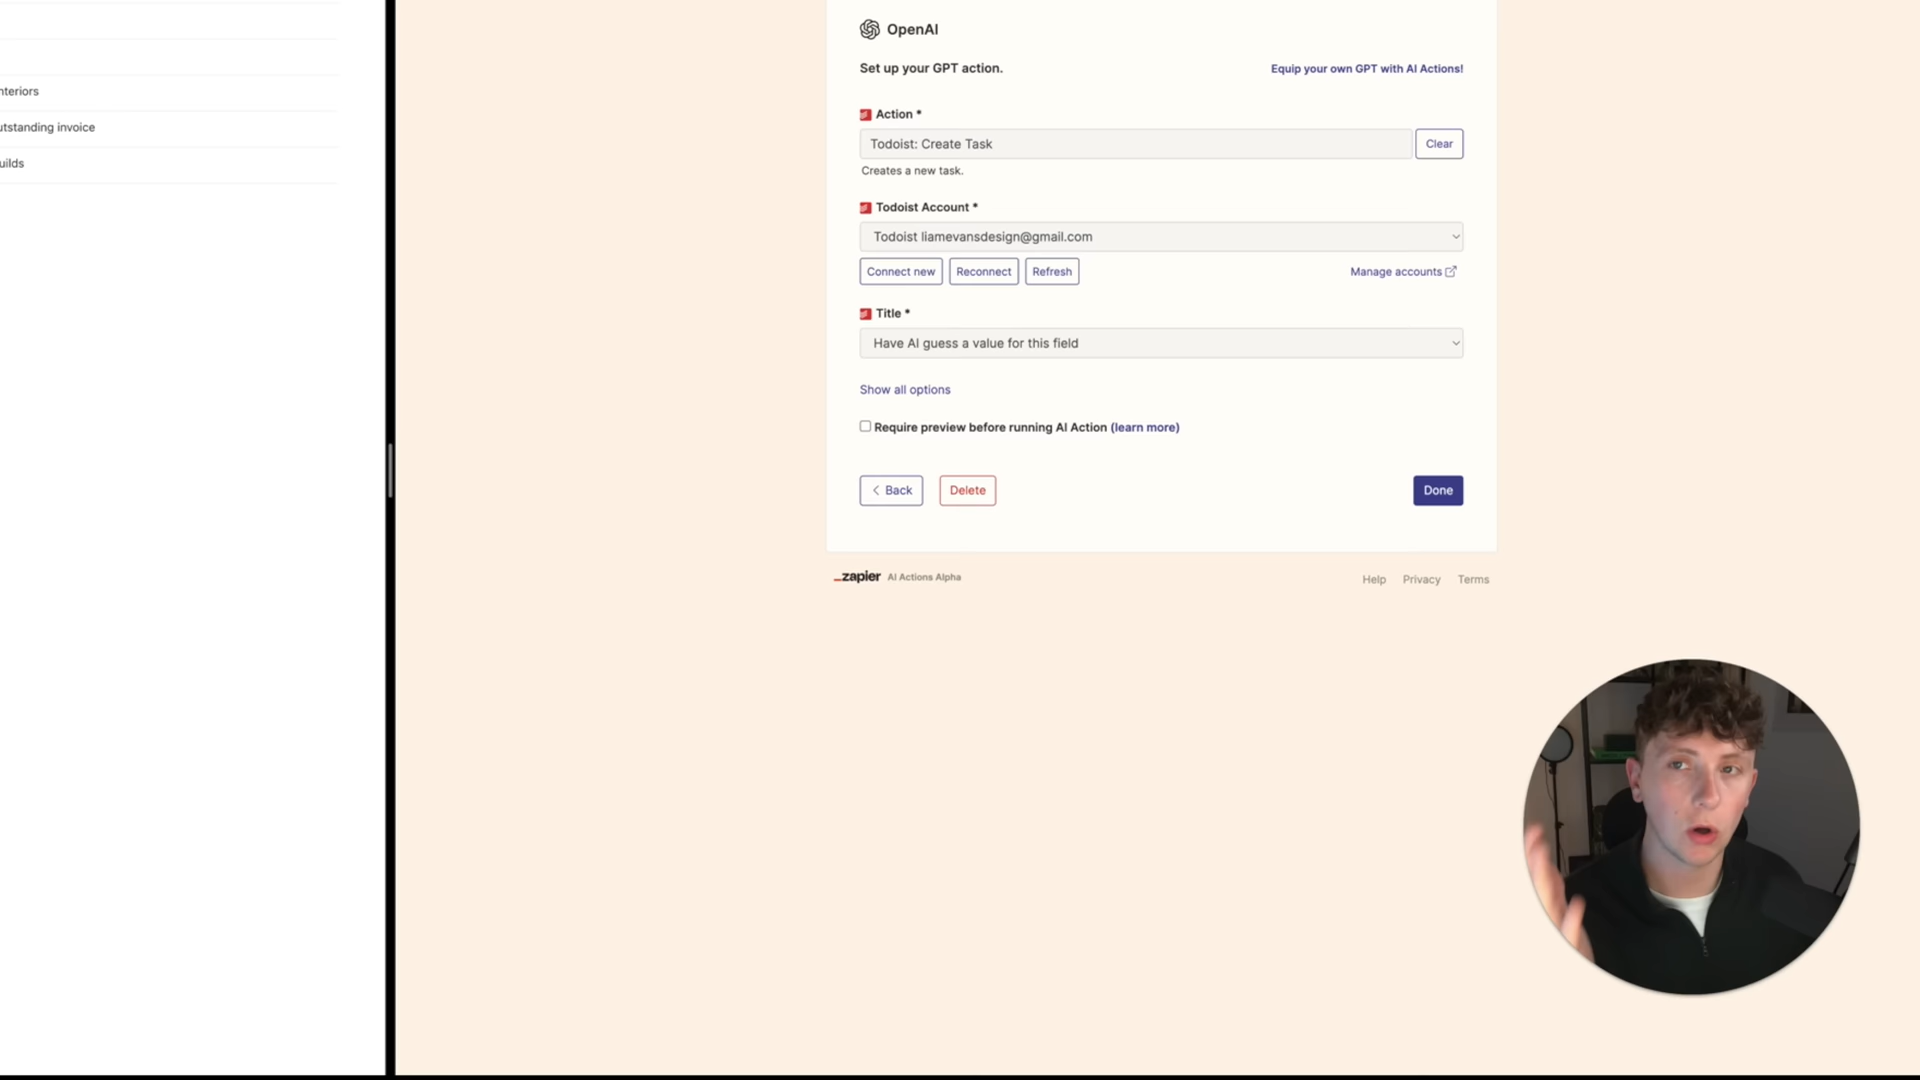 nteriors
utstanding invoice
uilds
OpenAI
Set up your GPT action.
Equip your own GPT with AI Actions!
Action *
Todoist: Create Task
Clear
Creates a new task.
Todoist Account *
Todoist liamevansdesign@gmail.com
Connect new
Reconnect
Refresh
Manage accounts
Title *
Have AI guess a value for this field
Show all options
Require preview before running AI Action (learn more)
Back
Delete
Done
_zapier AI Actions Alpha
Help
Privacy
Terms